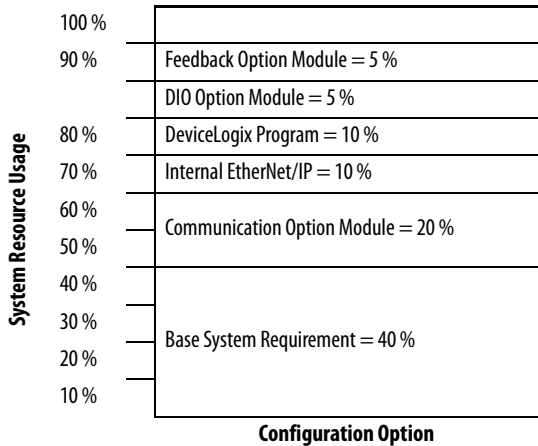 100 %
90 % Feedback Option Module = 5 %
DIO Option Module = 5 %
80 % DeviceLogix Program = 10 %
70 % Internal EtherNet/IP = 10 %
60 %
Communication Option Module = 20 %
50 %
40 %
30 %
Base System Requirement = 40 %
20 %
10 %
System Resource Usage
Configuration Option